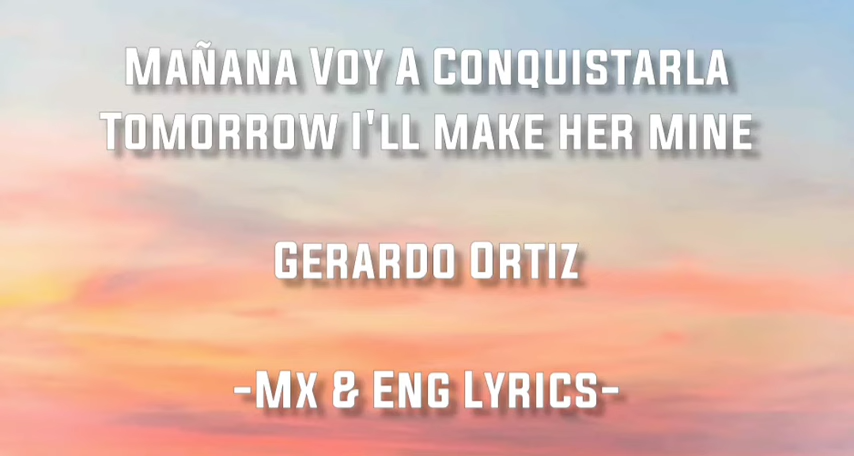 Mañana Voy A Conquistarla
Tomorrow I'll make her mine
Gerardo Ortiz
-Mx & Eng Lyrics-